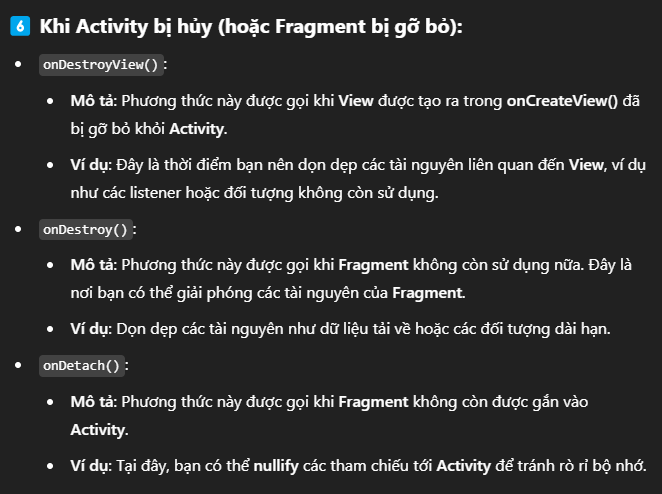 6 Khi Activity bị hủy (hoặc Fragment bị gỡ bỏ):
onDestroyView():
Mô tả: Phương thức này được gọi khi View được tạo ra trong onCreateView() đã
bị gỡ bỏ khỏi Activity.
Ví dụ: Đây là thời điểm bạn nên dọn dẹp các tài nguyên liên quan đến View, ví dụ
như các listener hoặc đối tượng không còn sử dụng.
onDestroy():
Mô tả: Phương thức này được gọi khi Fragment không còn sử dụng nữa. Đây là
nơi bạn có thể giải phóng các tài nguyên của Fragment.
Ví dụ: Dọn dẹp các tài nguyên như dữ liệu tải về hoặc các đối tượng dài hạn.
onDetach():
Mô tả: Phương thức này được gọi khi Fragment không còn được gắn vào
Activity.
Ví dụ: Tại đây, bạn có thể nullify các tham chiếu tới Activity để tránh rò rỉ bộ nhớ.